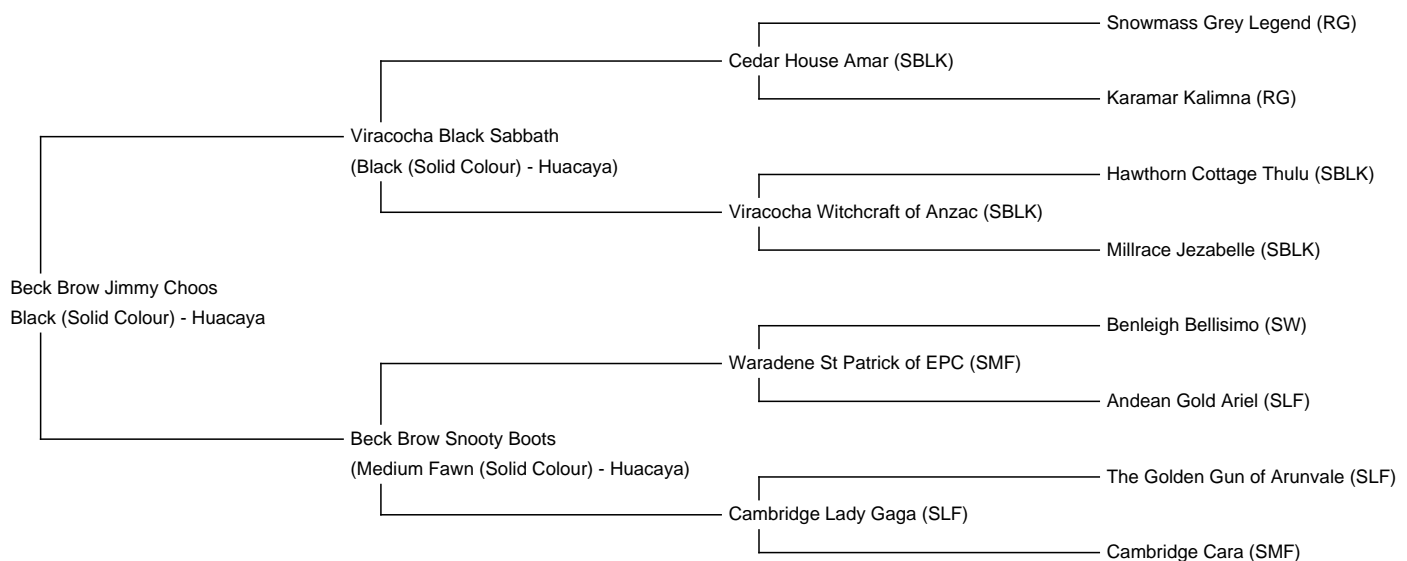 Snowmass Grey Legend (RG)
Cedar House Amar (SBLK)
Karamar Kalimna (RG)
Viracocha Black Sabbath
(Black (Solid Colour) - Huacaya)
Hawthorn Cottage Thulu (SBLK)
Viracocha Witchcraft of Anzac (SBLK)
Millrace Jezabelle (SBLK)
Beck Brow Jimmy Choos
Black (Solid Colour) - Huacaya
Benleigh Bellisimo (SW)
Waradene St Patrick of EPC (SMF)
Andean Gold Ariel (SLF)
Beck Brow Snooty Boots
(Medium Fawn (Solid Colour) - Huacaya)
The Golden Gun of Arunvale (SLF)
Cambridge Lady Gaga (SLF)
Cambridge Cara (SMF)